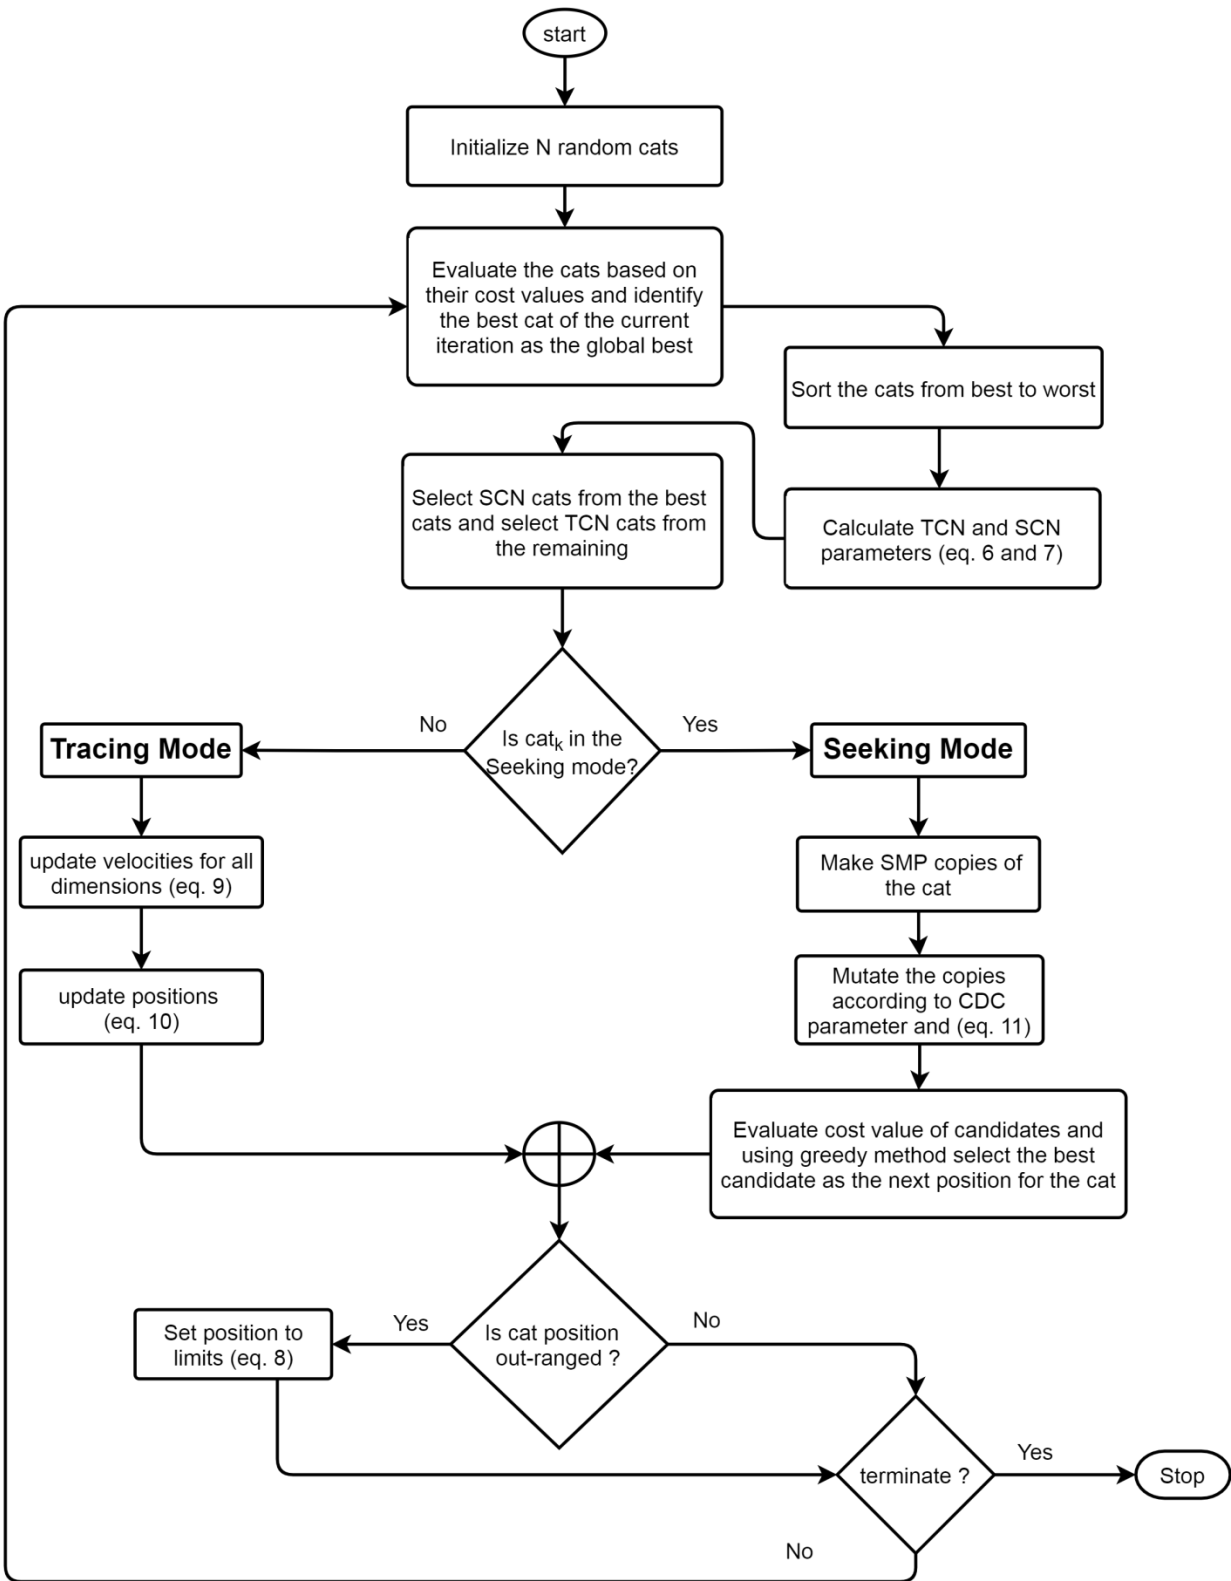 start
Initialize N random cats
Evaluate the cats based on
their cost values and identify
the best cat of the current
iteration as the global best
Sort the cats from best to worst
Select SCN cats from the best
cats and select TCN cats from
the remaining
Calculate TCN and SCN
parameters (eq. 6 and 7)
No
Is catk in the
Seeking mode?
Yes
Tracing Mode
Seeking Mode
update velocities for all
dimensions (eq. 9)
Make SMP copies of
the cat
update positions
(eq. 10)
Mutate the copies
according to CDC
parameter and (eq. 11)
Evaluate cost value of candidates and
using greedy method select the best
candidate as the next position for the cat
Set position to
limits (eq. 8)
Yes
Is cat position
out-ranged ?
No
terminate ?
Yes
Stop
No